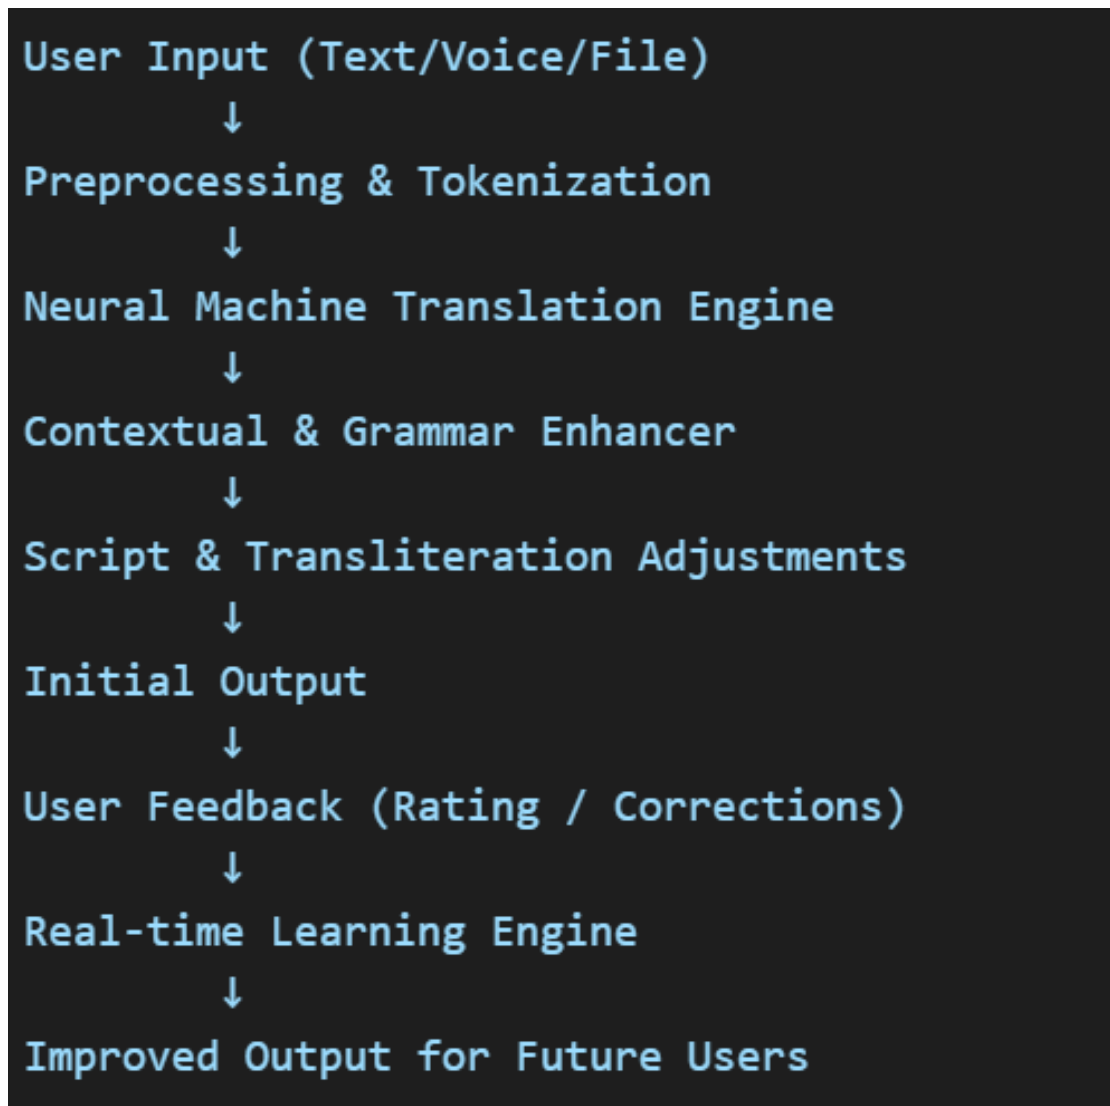 User Input (Text/Voice/File)
↓
Preprocessing & Tokenization
↓
Neural Machine Translation Engine
↓
Contextual & Grammar Enhancer
↓
Script & Transliteration Adjustments
↓
Initial Output
↓
User Feedback (Rating / Corrections)
↓
Real-time Learning Engine
↓
Improved Output for Future Users